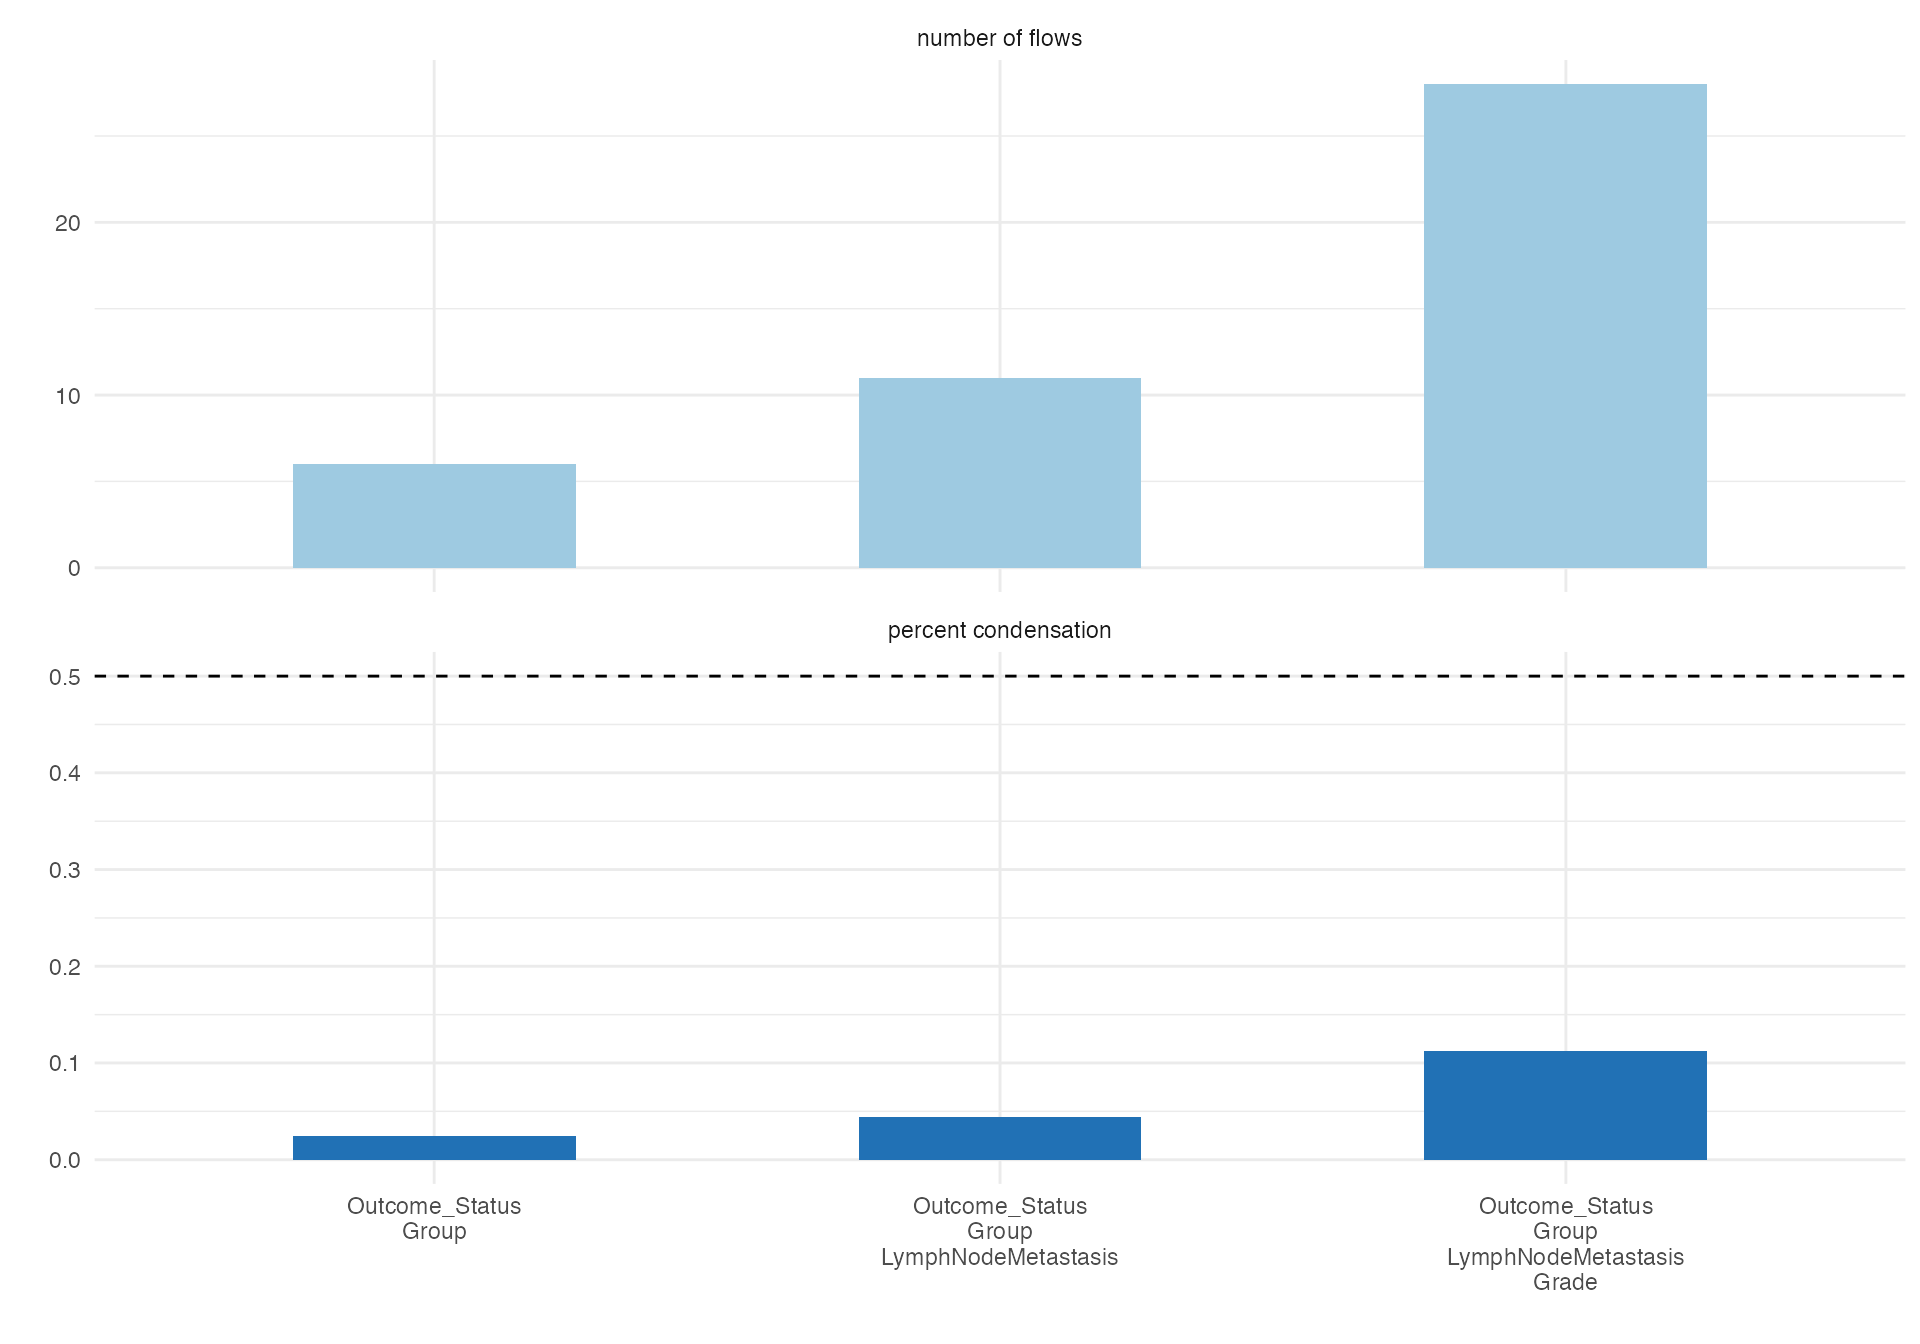 number of flows
20
10
0
percent condensation
0.5
0.4
0.3
0.2
0.1
0.0
Outcome_Status
Group
Outcome_Status
Group
LymphNodeMetastasis
Outcome_Status
Group
LymphNodeMetastasis
Grade